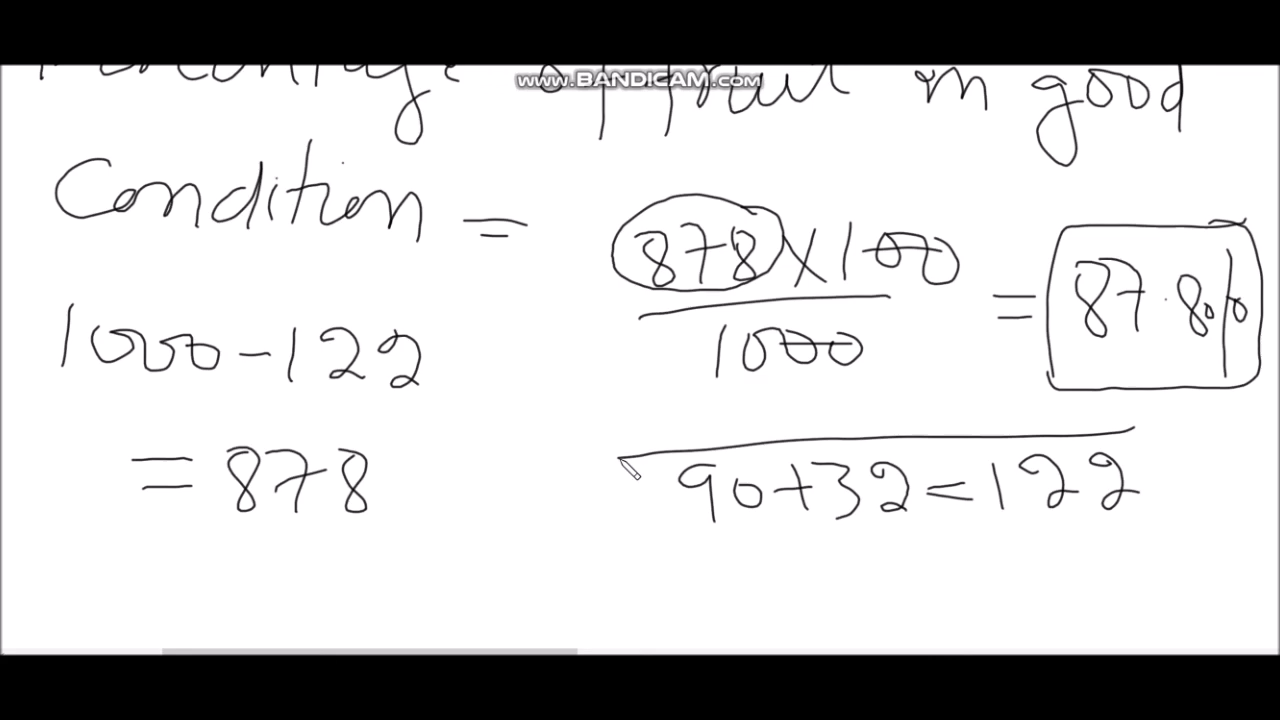 www.BANDICAM.com
Percentage of fruit in good
Condition =
878 X 100
1000
= 87.8%
1000 - 122
= 878
90 + 32 = 122